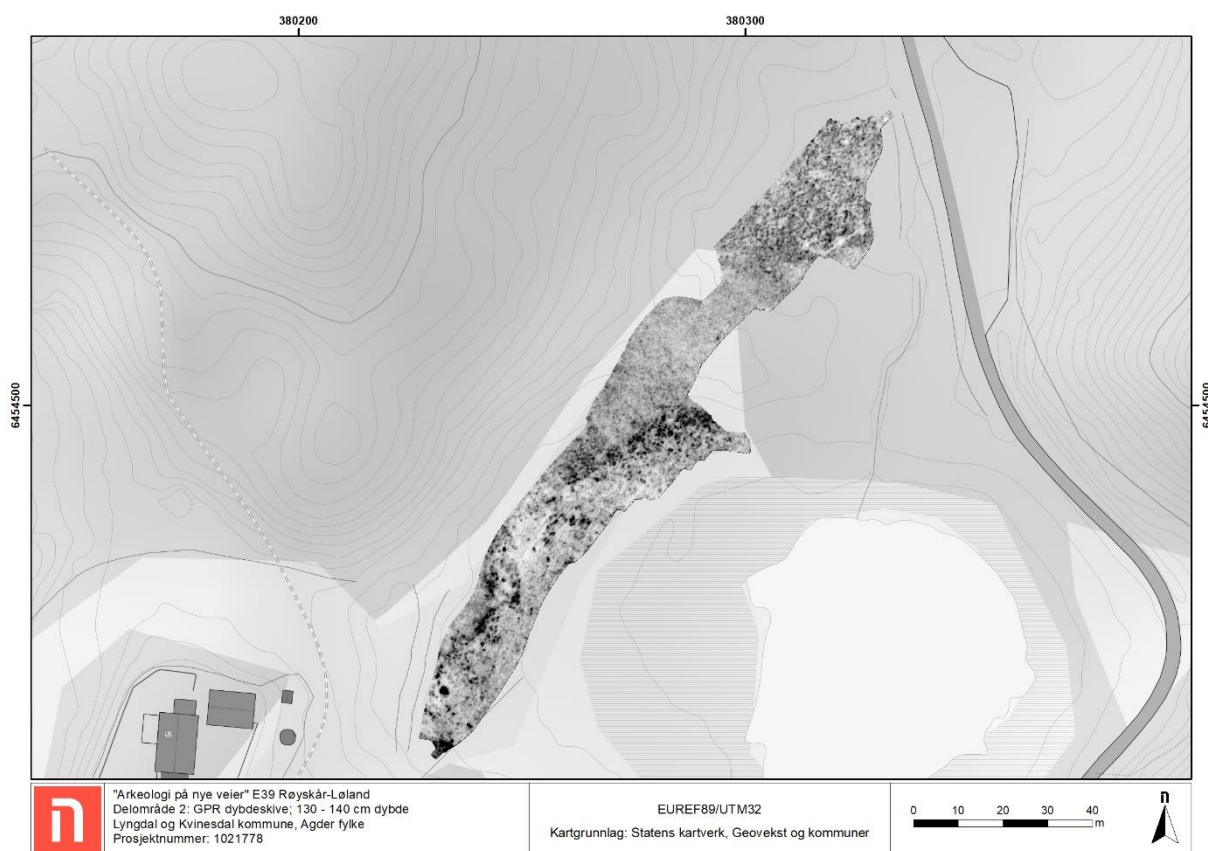 380200
380300
6454500
6454500
"Arkeologi på nye veier" E39 Røyskår-Løland
Delområde 2: GPR dybdeskive; 130 - 140 cm dybde
Lyngdal og Kvinesdal kommune, Agder fylke
Prosjektnummer: 1021778
EUREF89/UTM32
Kartgrunnlag: Statens kartverk, Geovekst og kommuner
0 10 20 30 40
m
n